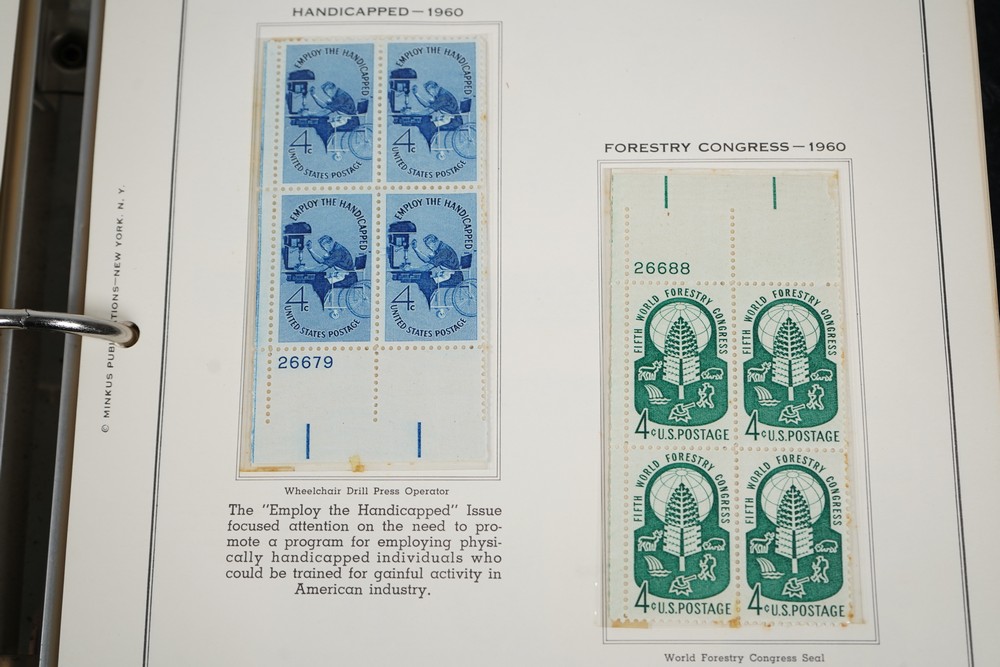 HANDICAPPED—1960
EMPLOY THE HANDICAPPED
4c
UNITED STATES POSTAGE
EMPLOY THE HANDICAPPED
4c
UNITED STATES POSTAGE
EMPLOY THE HANDICAPPED
4c
UNITED STATES POSTAGE
EMPLOY THE HANDICAPPED
4c
UNITED STATES POSTAGE
26679
Wheelchair Drill Press Operator
The "Employ the Handicapped" Issue
focused attention on the need to pro-
mote a program for employing physi-
cally handicapped individuals who
could be trained for gainful activity in
American industry.
FORESTRY CONGRESS—1960
26688
FIFTH WORLD FORESTRY CONGRESS
4c U.S. POSTAGE
FIFTH WORLD FORESTRY CONGRESS
4c U.S. POSTAGE
FIFTH WORLD FORESTRY CONGRESS
4c U.S. POSTAGE
FIFTH WORLD FORESTRY CONGRESS
4c U.S. POSTAGE
World Forestry Congress Seal
© MINKUS PUBLICATIONS—NEW YORK, N. Y.